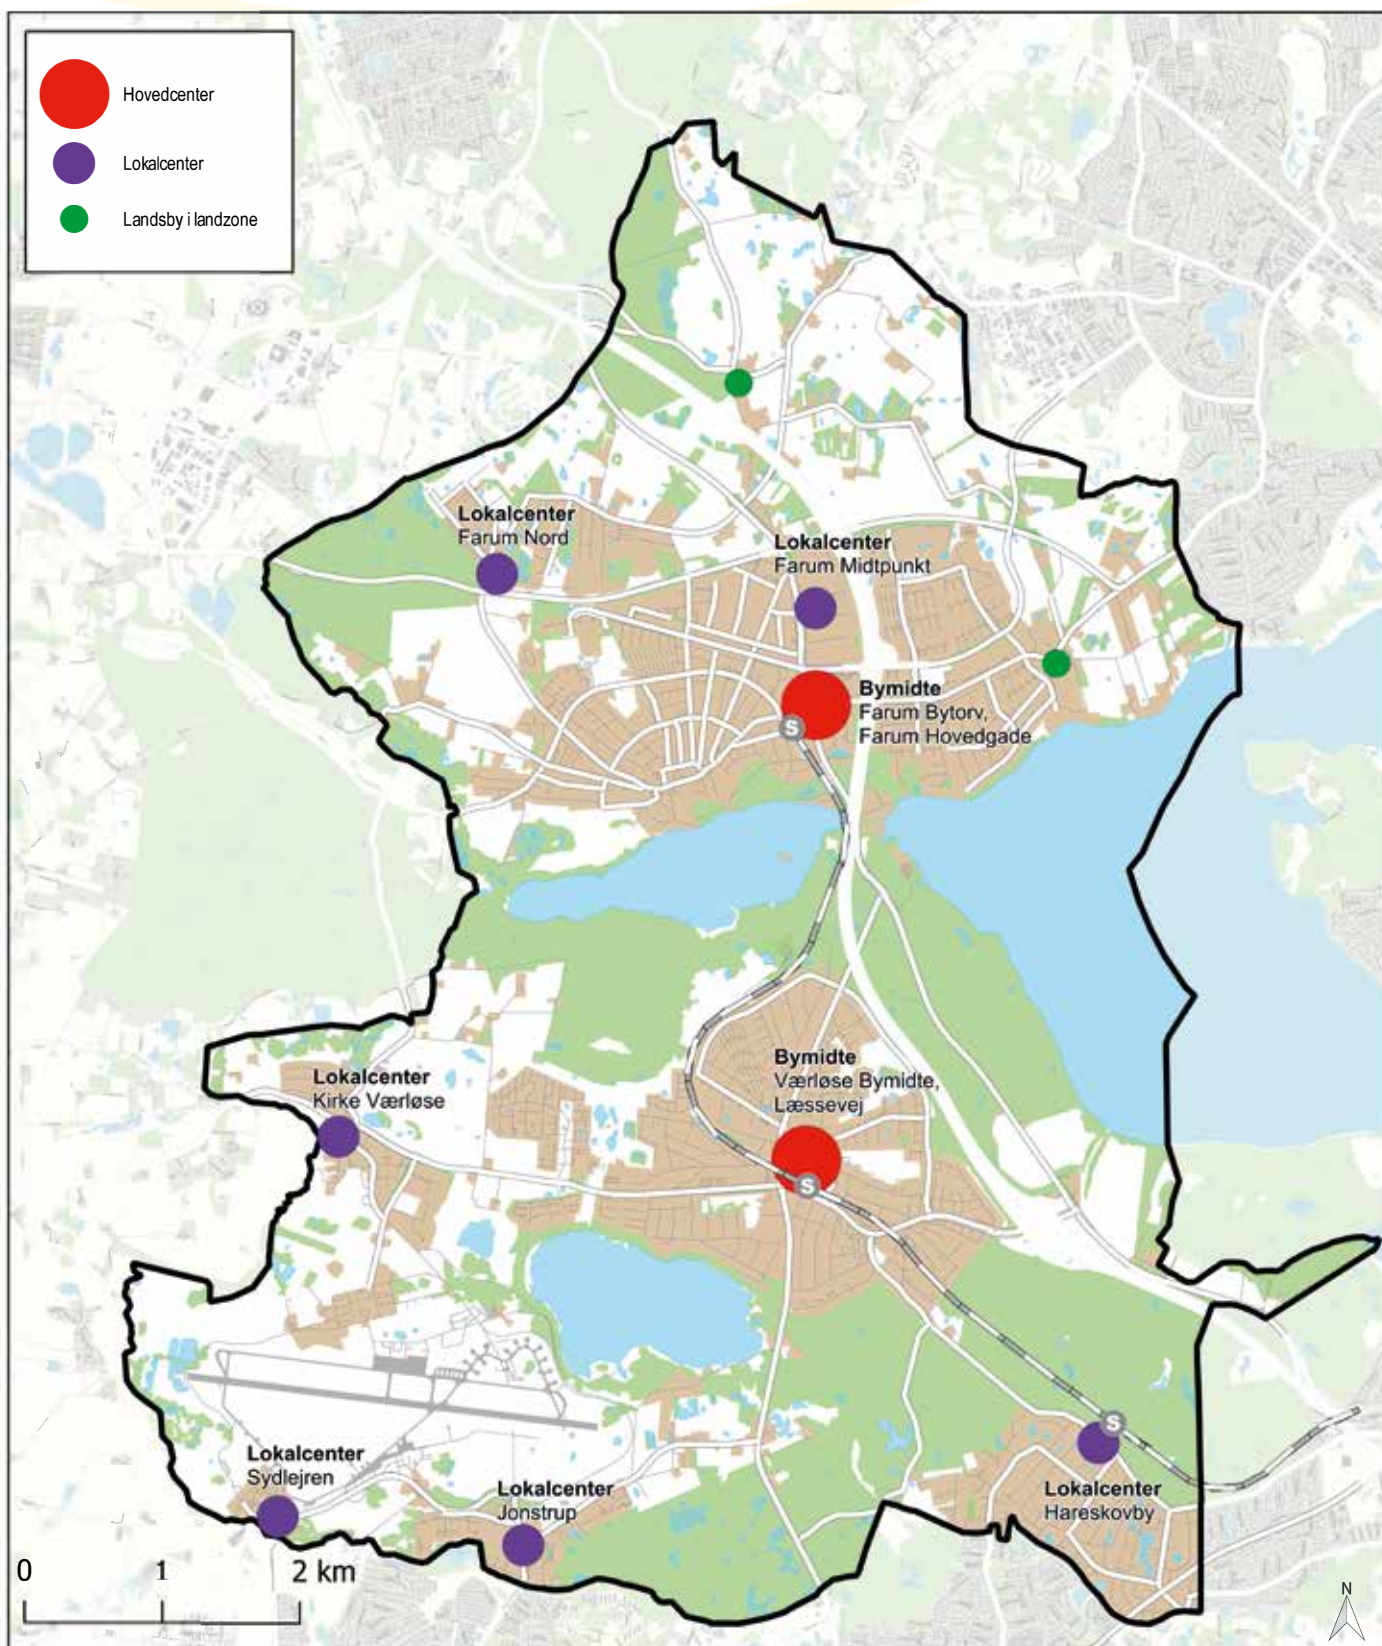 Hovedcenter
Lokalcenter
Landsby i landzone
Lokalcenter
Farum Nord
Lokalcenter
Farum Midtpunkt
Bymidte
Farum Bytorv,
Farum Hovedgade
S
Lokalcenter
Kirke Værløse
Bymidte
Værløse Bymidte,
Læssevej
S
Lokalcenter
Sydlejren
Lokalcenter
Jonstrup
S
Lokalcenter
Hareskovby
0 1 2 km
N